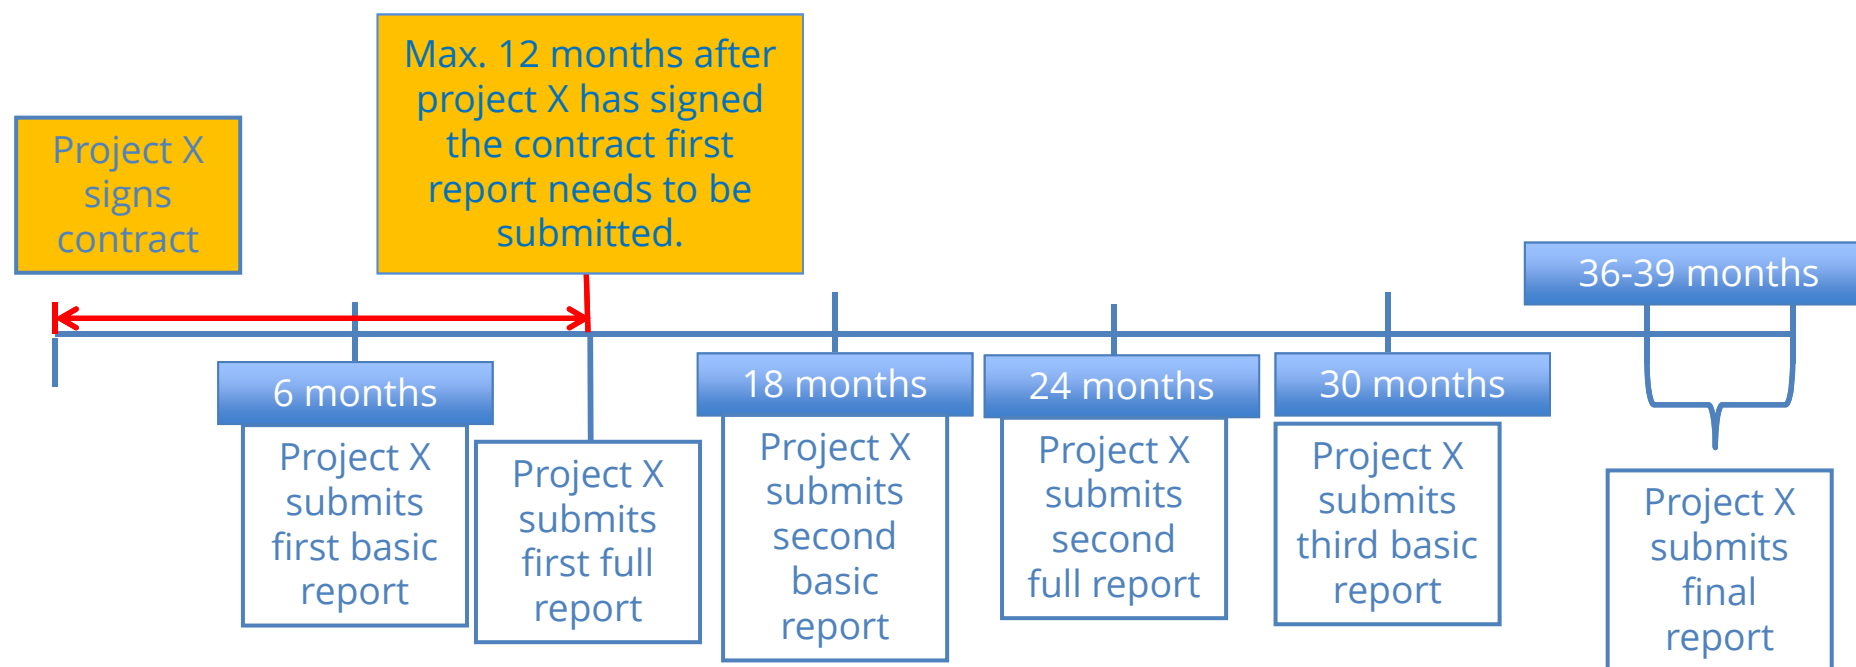 Project X
signs
contract
Max. 12 months after
project X has signed
the contract first
report needs to be
submitted.
36-39 months
6 months
18 months
24 months
30 months
Project X
submits
first basic
report
Project X
submits
first full
report
Project X
submits
second
basic
report
Project X
submits
second
full report
Project X
submits
third basic
report
Project X
submits
final
report